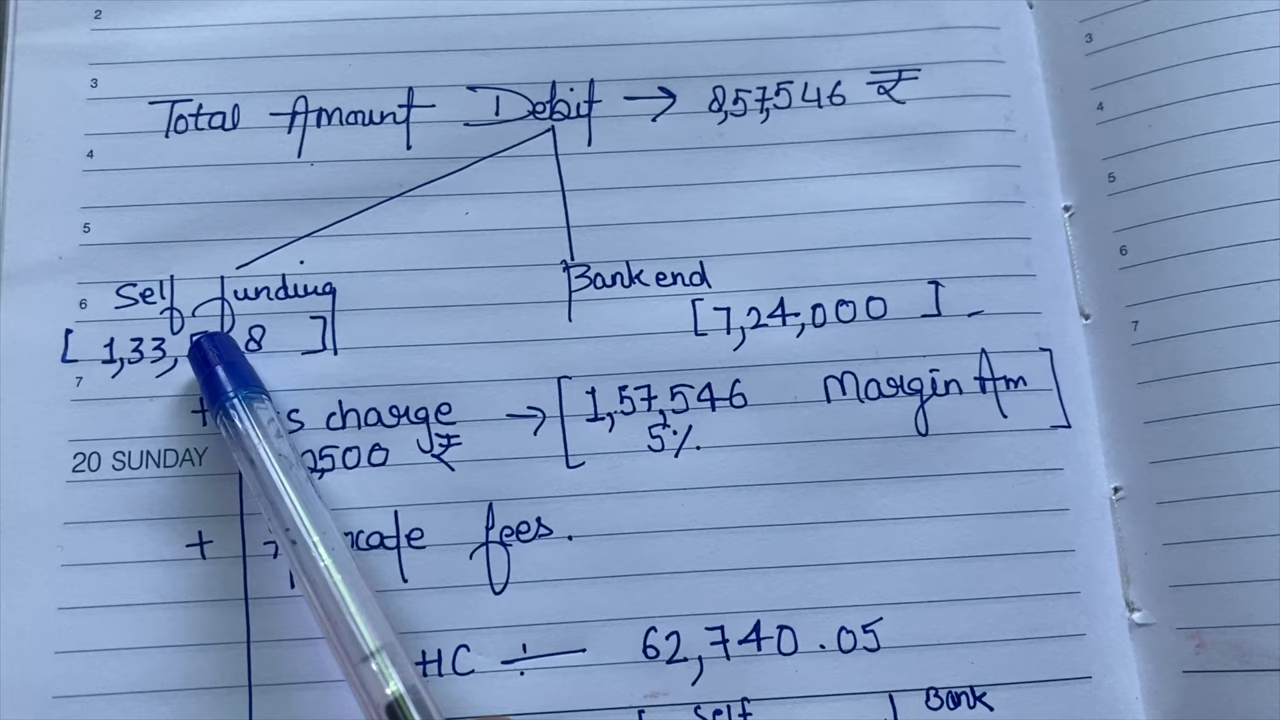 2
3
Total Amount Debit → 8,57,546 ₹
4
5
6 Self funding
Bank end
[7,24,000]
[1,33, 8]
7
+ charge → [1,57,546 Margin Am]
500 ₹ 5%
20 SUNDAY
+ fees.
HC ÷ 62,740.05
Self | Bank
3
4
5
6
7